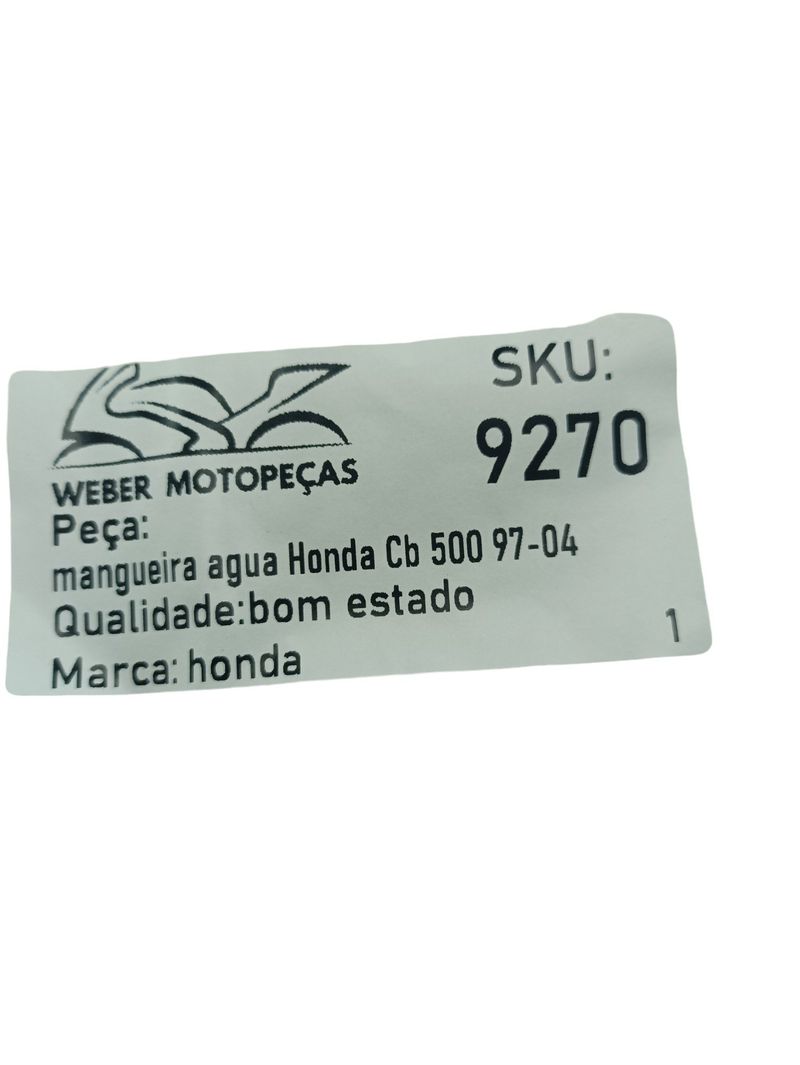 WEBER MOTOPEÇAS
SKU:
9270
Peça:
mangueira agua Honda Cb 500 97-04
Qualidade:bom estado
Marca: honda
1